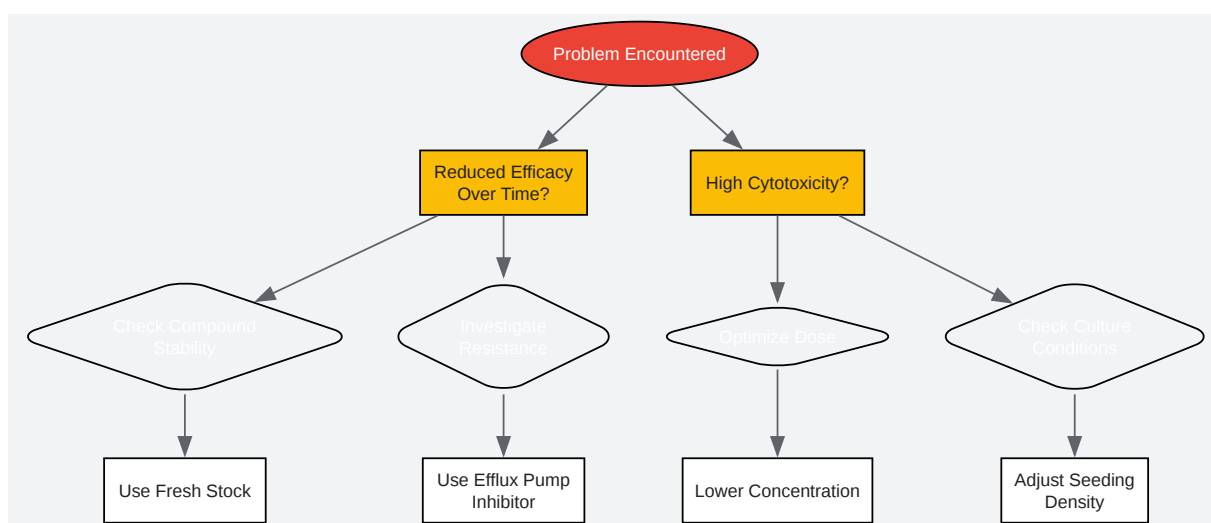 Problem Encountered
Reduced Efficacy
Over Time?
High Cytotoxicity?
Check Compound
Stability
Investigate
Resistance
Optimize Dose
Check Culture
Conditions
Use Fresh Stock
Use Efflux Pump
Inhibitor
Lower Concentration
Adjust Seeding
Density